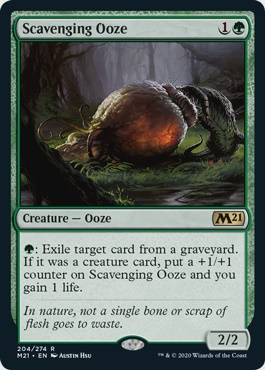 Scavenging Ooze 1
Creature — Ooze M21
: Exile target card from a graveyard.
If it was a creature card, put a +1/+1
counter on Scavenging Ooze and you
gain 1 life.
In nature, not a single bone or scrap of
flesh goes to waste.
2/2
204/274 R
M21 • EN Austin Hsu ™ & © 2020 Wizards of the Coast